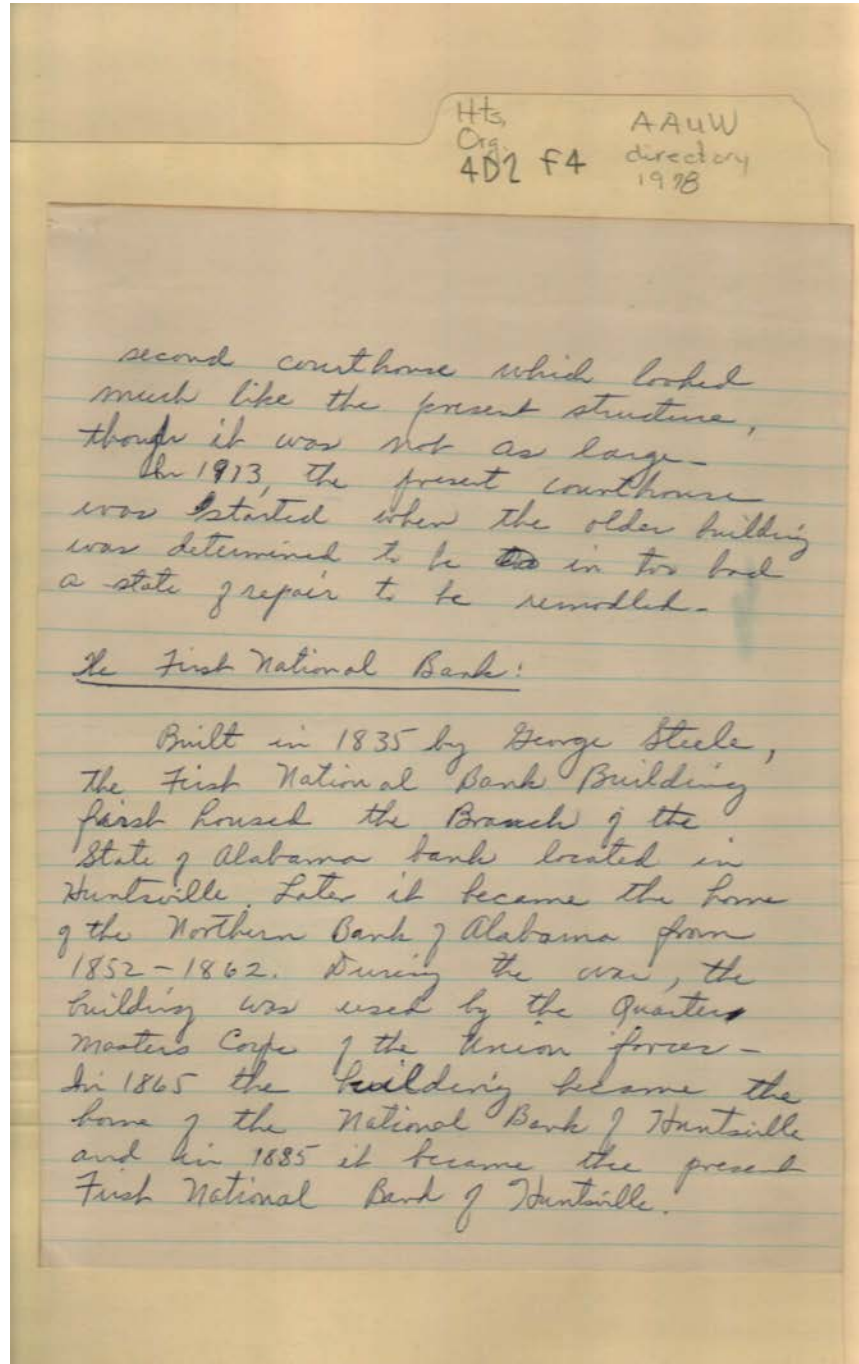 Hts,
Org.
4D2 F4
AAUW
directory
1978
second courthouse which looked
much like the present structure,
though it was not as large-
In 1913, the present courthouse
was started when the older building
was determined to be in too bad
a state of repair to be remodled-
The First National Bank:
Built in 1835 by George Steele,
the First National Bank Building
first housed the Branch of the
State of Alabama bank located in
Huntsville. Later it became the home
of the Northern Bank of Alabama from
1852-1862. During the war, the
building was used by the Quarter
Masters Corps of the Union forces-
In 1865 the building became the
home of the National Bank of Huntsville
and in 1885 it became the present
First National Bank of Huntsville.